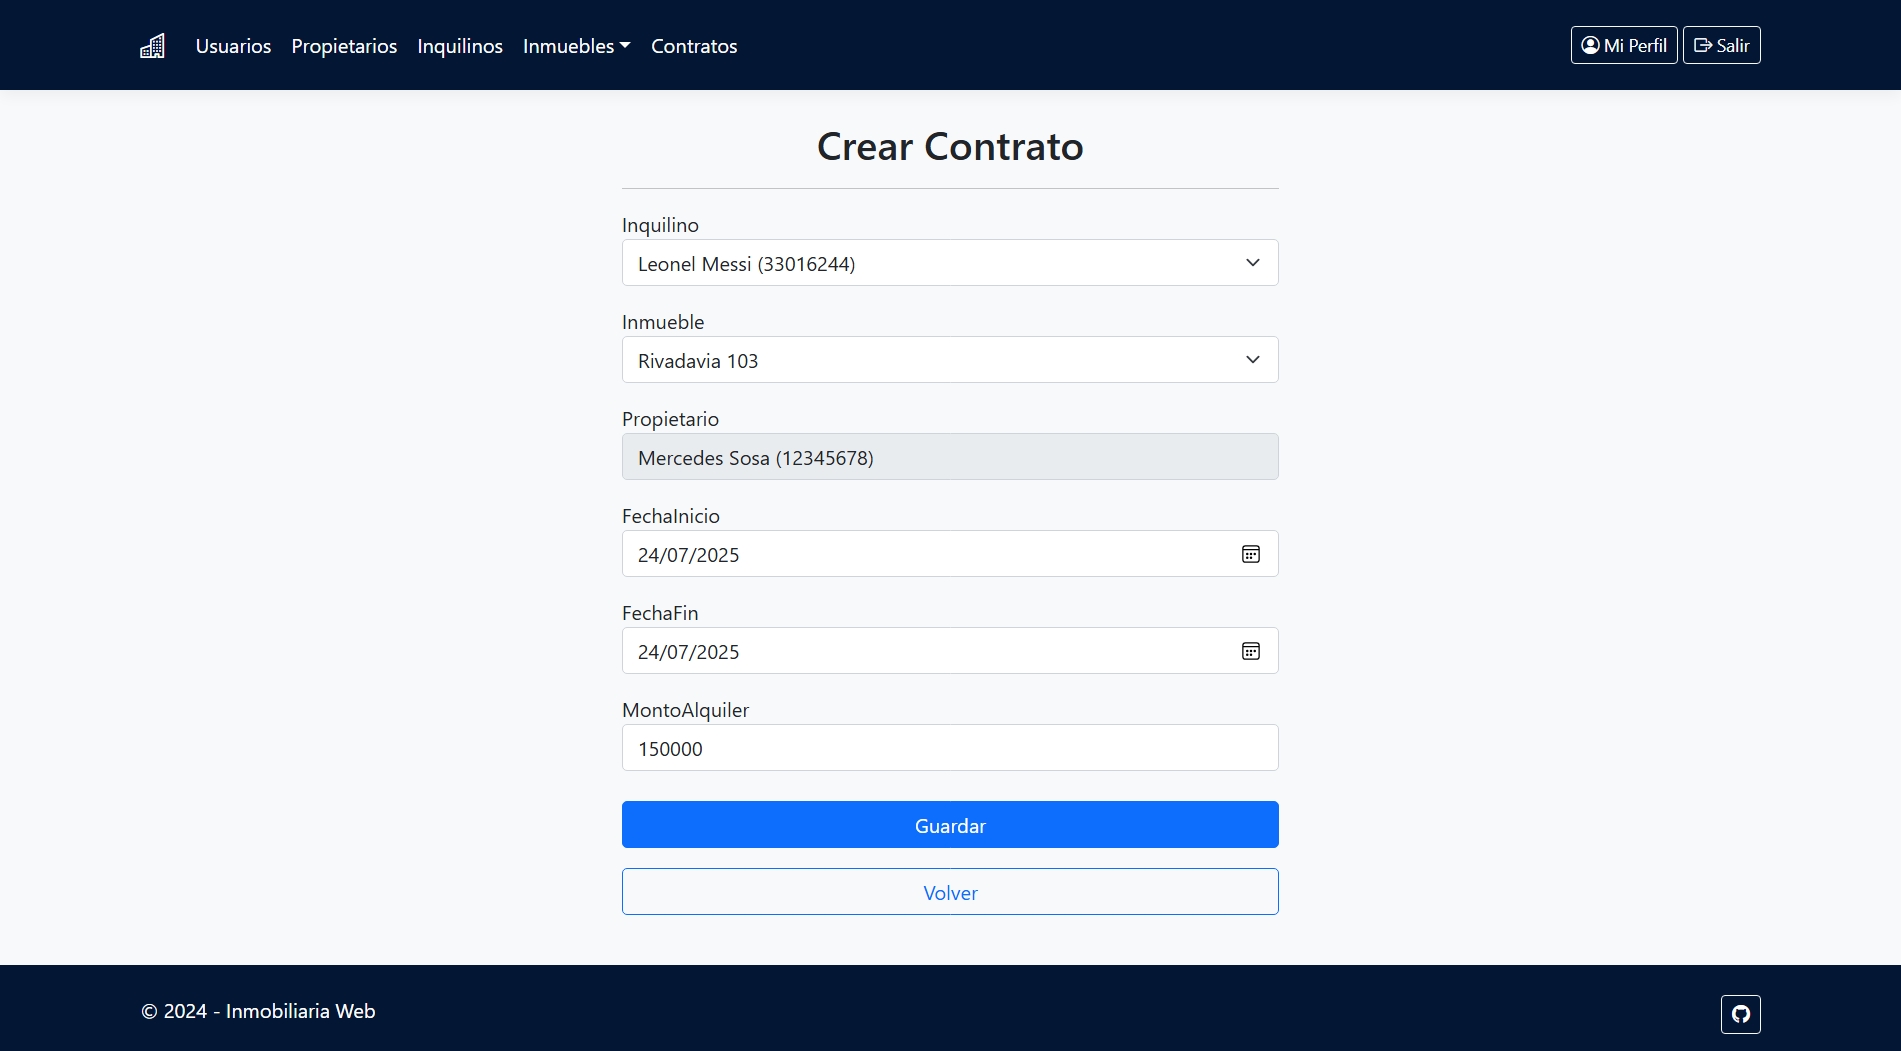 Usuarios Propietarios Inquilinos Inmuebles Contratos Mi Perfil Salir
Crear Contrato
Inquilino
Leonel Messi (33016244)
Inmueble
Rivadavia 103
Propietario
Mercedes Sosa (12345678)
FechaInicio
24/07/2025
FechaFin
24/07/2025
MontoAlquiler
150000
Guardar
Volver
© 2024 - Inmobiliaria Web